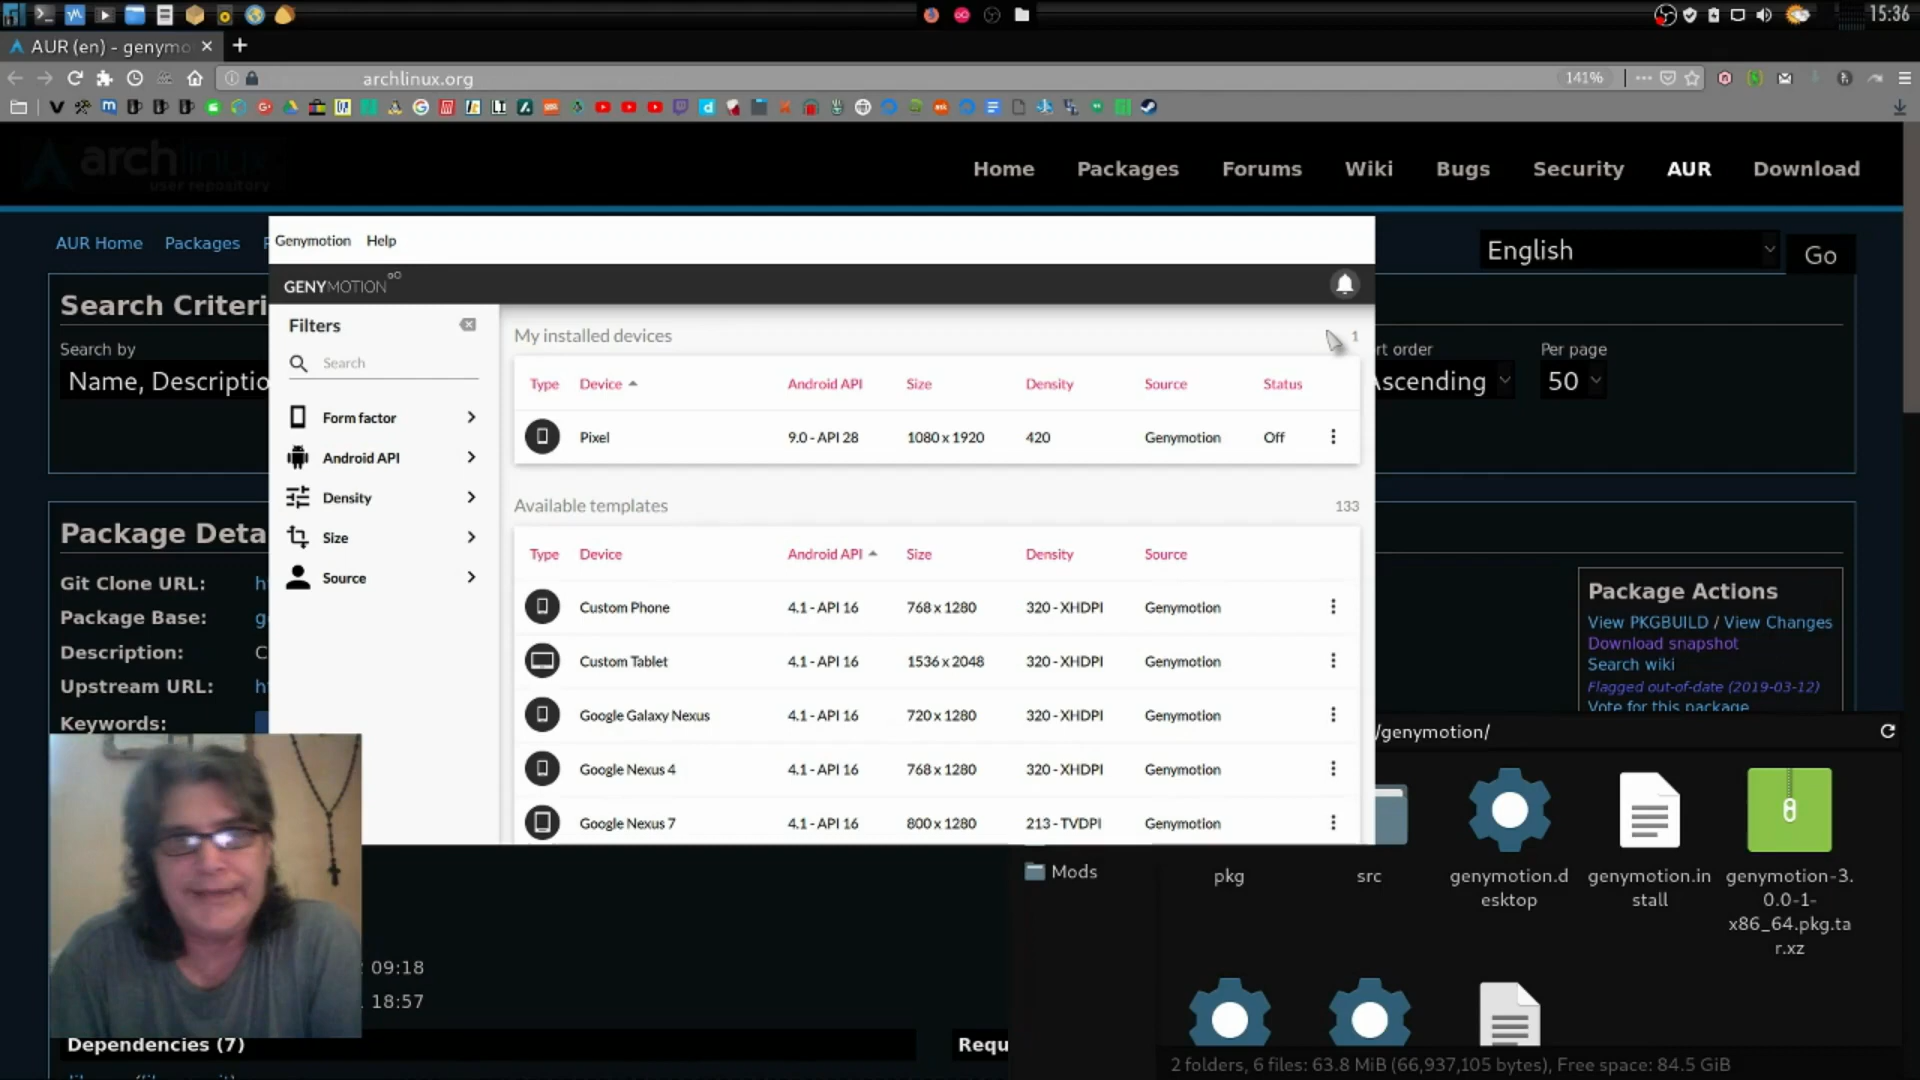 15:36
AUR (en) - genymo
archlinux.org
141%
arch linux
user repository
Home Packages Forums Wiki Bugs Security AUR Download
AUR Home Packages
English
Go
Search Criteri
Search by
Name, Descriptio
rt order
Ascending
Per page
50
Genymotion Help
GENYMOTION
Filters
Search
Form factor
Android API
Density
Size
Source
My installed devices 1
Type Device Android API Size Density Source Status
Pixel 9.0 - API 28 1080 x 1920 420 Genymotion Off
Available templates 133
Type Device Android API Size Density Source
Custom Phone 4.1 - API 16 768 x 1280 320 - XHDPI Genymotion
Custom Tablet 4.1 - API 16 1536 x 2048 320 - XHDPI Genymotion
Google Galaxy Nexus 4.1 - API 16 720 x 1280 320 - XHDPI Genymotion
Google Nexus 4 4.1 - API 16 768 x 1280 320 - XHDPI Genymotion
Google Nexus 7 4.1 - API 16 800 x 1280 213 - TVDPI Genymotion
Package Deta
Git Clone URL: h
Package Base: g
Description: C
Upstream URL: h
Keywords:
Package Actions
View PKGBUILD / View Changes
Download snapshot
Search wiki
Flagged out-of-date (2019-03-12)
Vote for this package
/genymotion/
Mods
pkg
src
genymotion.d
esktop
genymotion.in
stall
genymotion-3.
0.0-1-
x86_64.pkg.ta
r.xz
09:18
18:57
Dependencies (7)
Requ
2 folders, 6 files: 63.8 MiB (66,937,105 bytes), Free space: 84.5 GiB